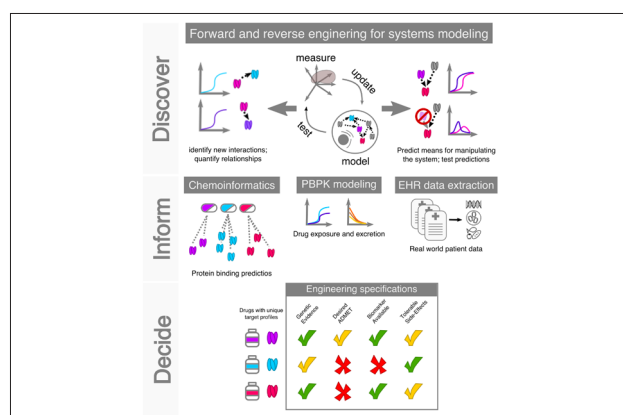 Forward and reverse enginering for systems modeling
Discover
measure
update
test
model
identify new interactions;
quantify relationships
Predict means for manipulating
the system; test predictions
Inform
Chemoinformatics
PBPK modeling
EHR data extraction
Drug exposure and excretion
Real world patient data
Protein binding predictios
Decide
Engineering specifications
Drugs with unique
target profiles
Genetic
Evidence
Desired
ADMET
Biomarker
Available
Tolerable
Side-Effects